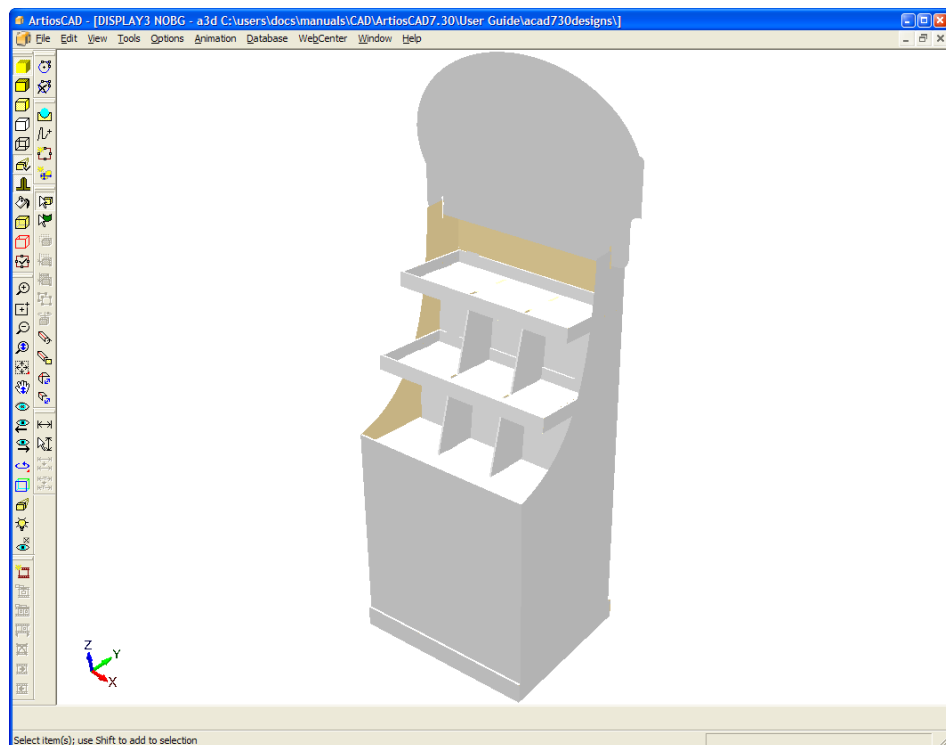 ArtiosCAD - [DISPLAY3 NOBG - a3d C:\users\docs\manuals\CAD\ArtiosCAD7.30\User Guide\acad730designs\]
File Edit View Tools Options Animation Database WebCenter Window Help
Z
Y
X
Select item(s); use Shift to add to selection